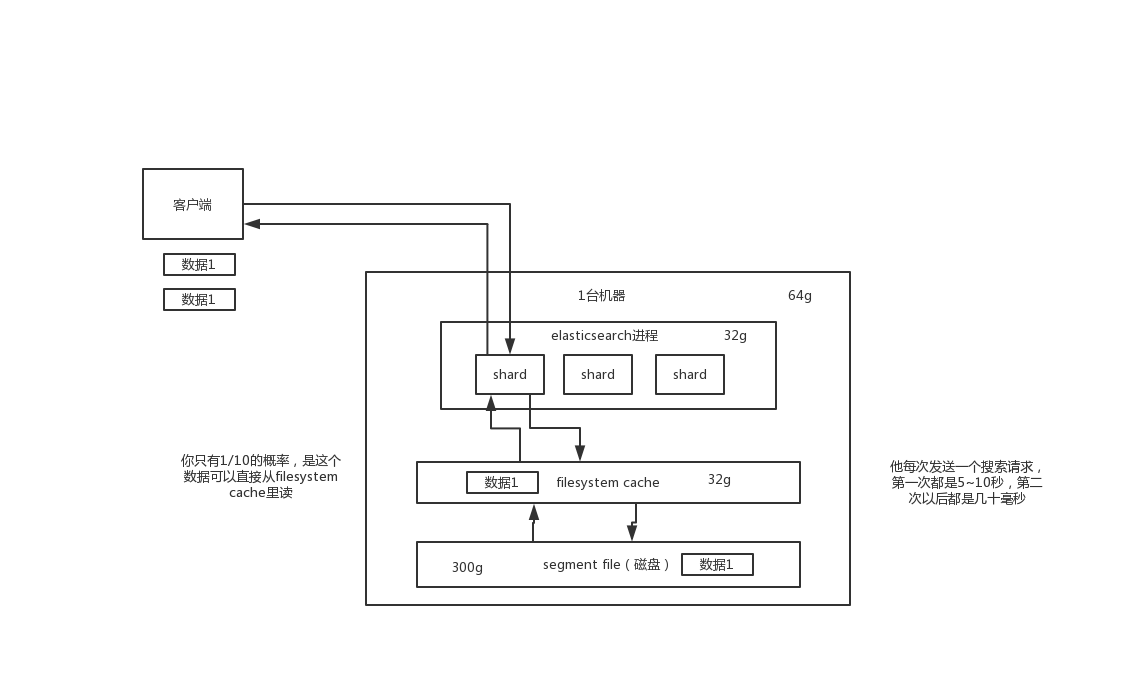 客户端
数据1
数据1
1台机器
64g
elasticsearch进程
32g
shard
shard
shard
你只有1/10的概率，是这个
数据可以直接从filesystem
cache里读
数据1
filesystem cache
32g
他每次发送一个搜索请求，
第一次都是5~10秒，第二
次以后都是几十毫秒
300g
segment file（磁盘）
数据1